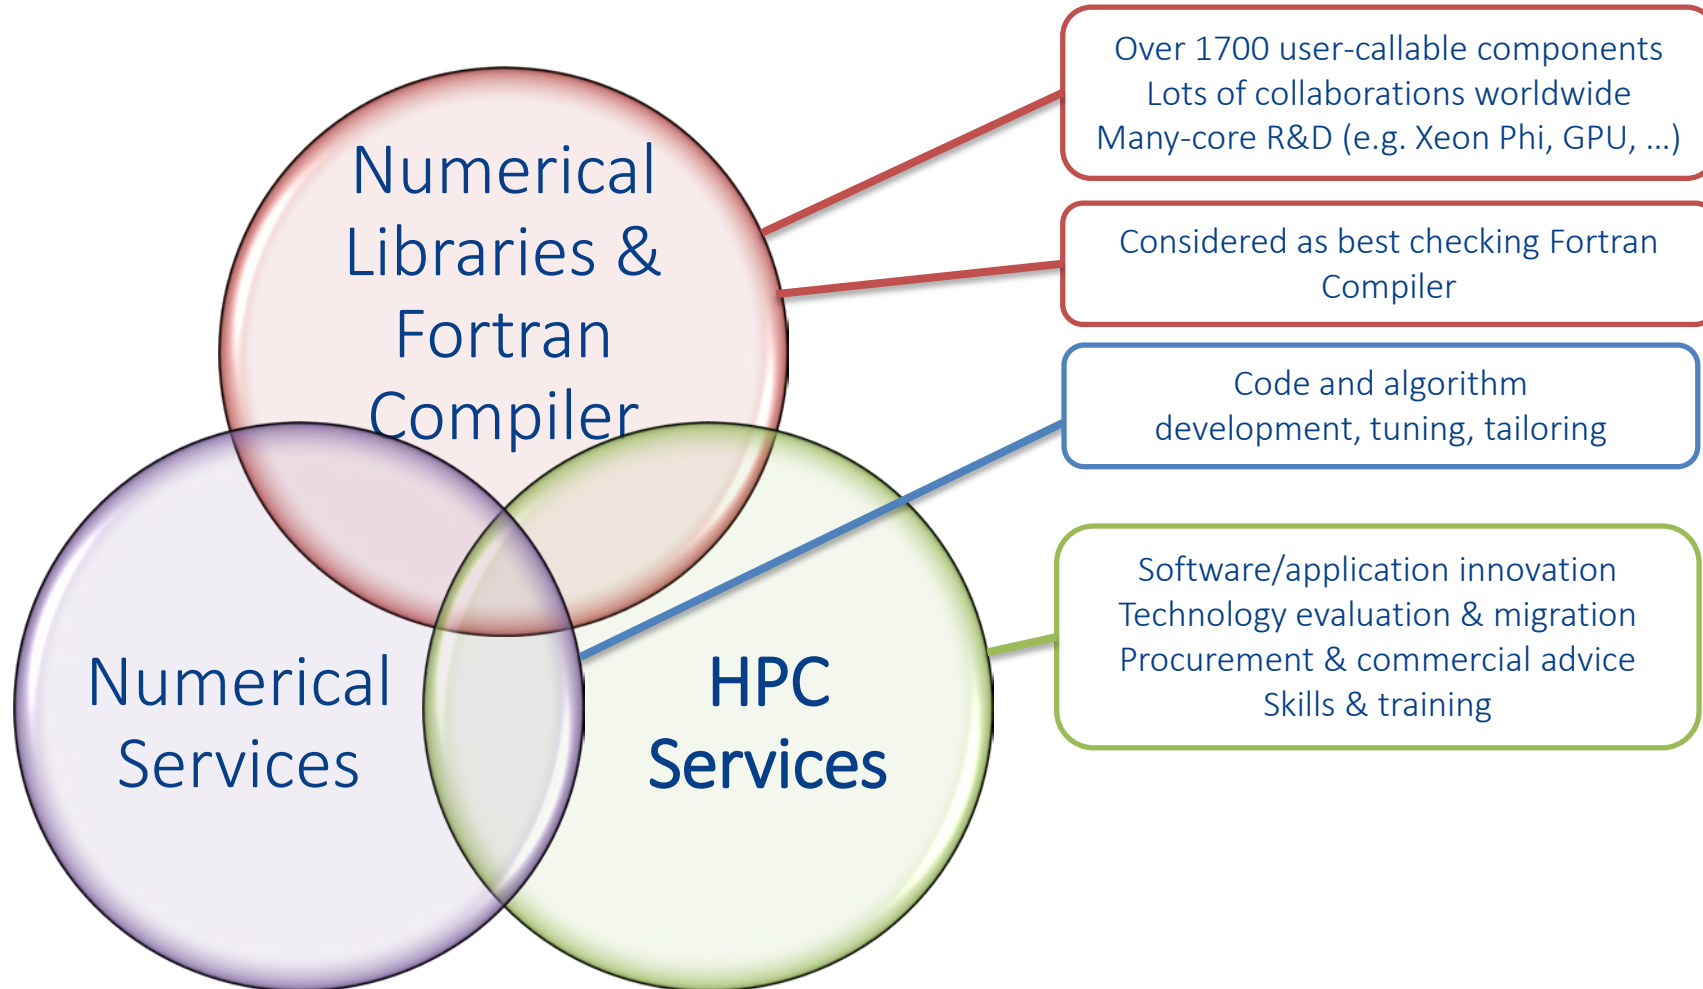 Numerical
Libraries &
Fortran
Compiler
Numerical
Services
HPC
Services
Over 1700 user-callable components
Lots of collaborations worldwide
Many-core R&D (e.g. Xeon Phi, GPU, ...)
Considered as best checking Fortran
Compiler
Code and algorithm
development, tuning, tailoring
Software/application innovation
Technology evaluation & migration
Procurement & commercial advice
Skills & training